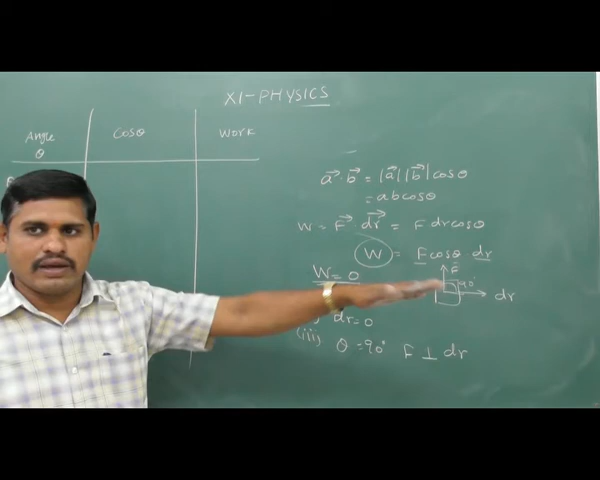 XI-PHYSICS
Angle θ
Cosθ
WORK
a⃗ · b⃗ = |a⃗| |b⃗| cosθ
= abcosθ
W = F⃗ d⃗r = F dr cosθ
W = Fcosθ dr
W = 0
F
90°
dr
) dr=0
(iii) θ = 90° F ⊥ dr